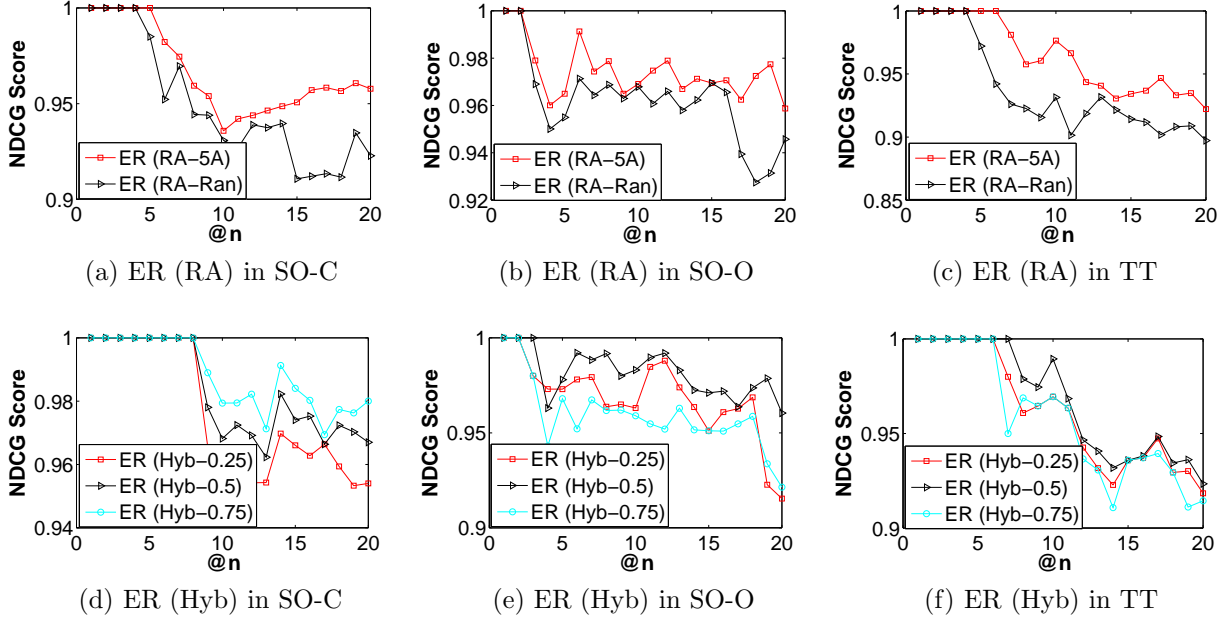 1
0.95
0.9
0 5 10 15 20
@n
NDCG Score
ER (RA-5A)
ER (RA-Ran)
(a) ER (RA) in SO-C
1
0.98
0.96
0.94
0.92
0 5 10 15 20
@n
NDCG Score
ER (RA-5A)
ER (RA-Ran)
(b) ER (RA) in SO-O
1
0.95
0.9
0.85
0 5 10 15 20
@n
NDCG Score
ER (RA-5A)
ER (RA-Ran)
(c) ER (RA) in TT
1
0.98
0.96
0.94
0 5 10 15 20
@n
NDCG Score
ER (Hyb-0.25)
ER (Hyb-0.5)
ER (Hyb-0.75)
(d) ER (Hyb) in SO-C
1
0.95
0.9
0 5 10 15 20
@n
NDCG Score
ER (Hyb-0.25)
ER (Hyb-0.5)
ER (Hyb-0.75)
(e) ER (Hyb) in SO-O
1
0.95
0.9
0 5 10 15 20
@n
NDCG Score
ER (Hyb-0.25)
ER (Hyb-0.5)
ER (Hyb-0.75)
(f) ER (Hyb) in TT